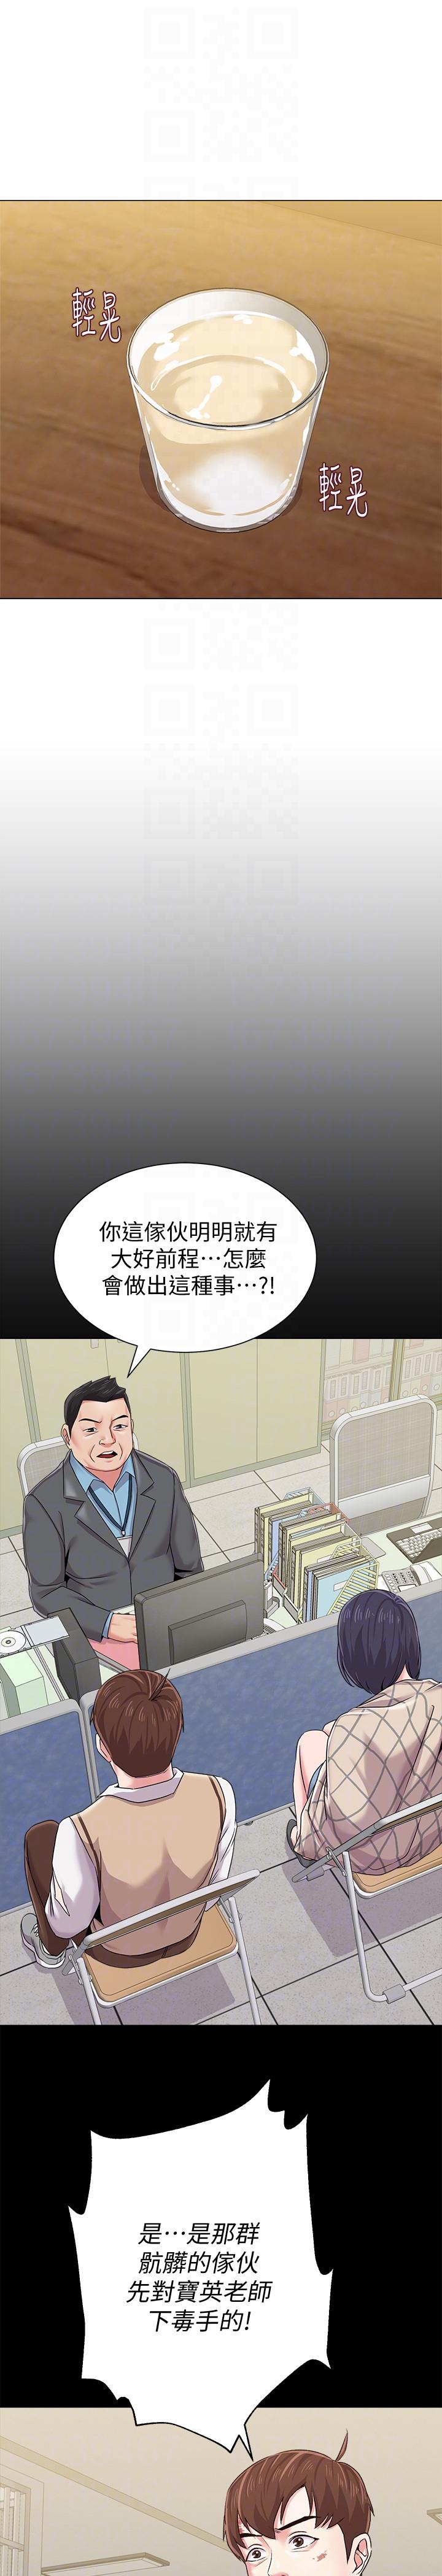 輕晃
輕晃
你這傢伙明明就有
大好前程…怎麼
會做出這種事…?!
是…是那群
骯髒的傢伙
先對寶英老師
下毒手的!